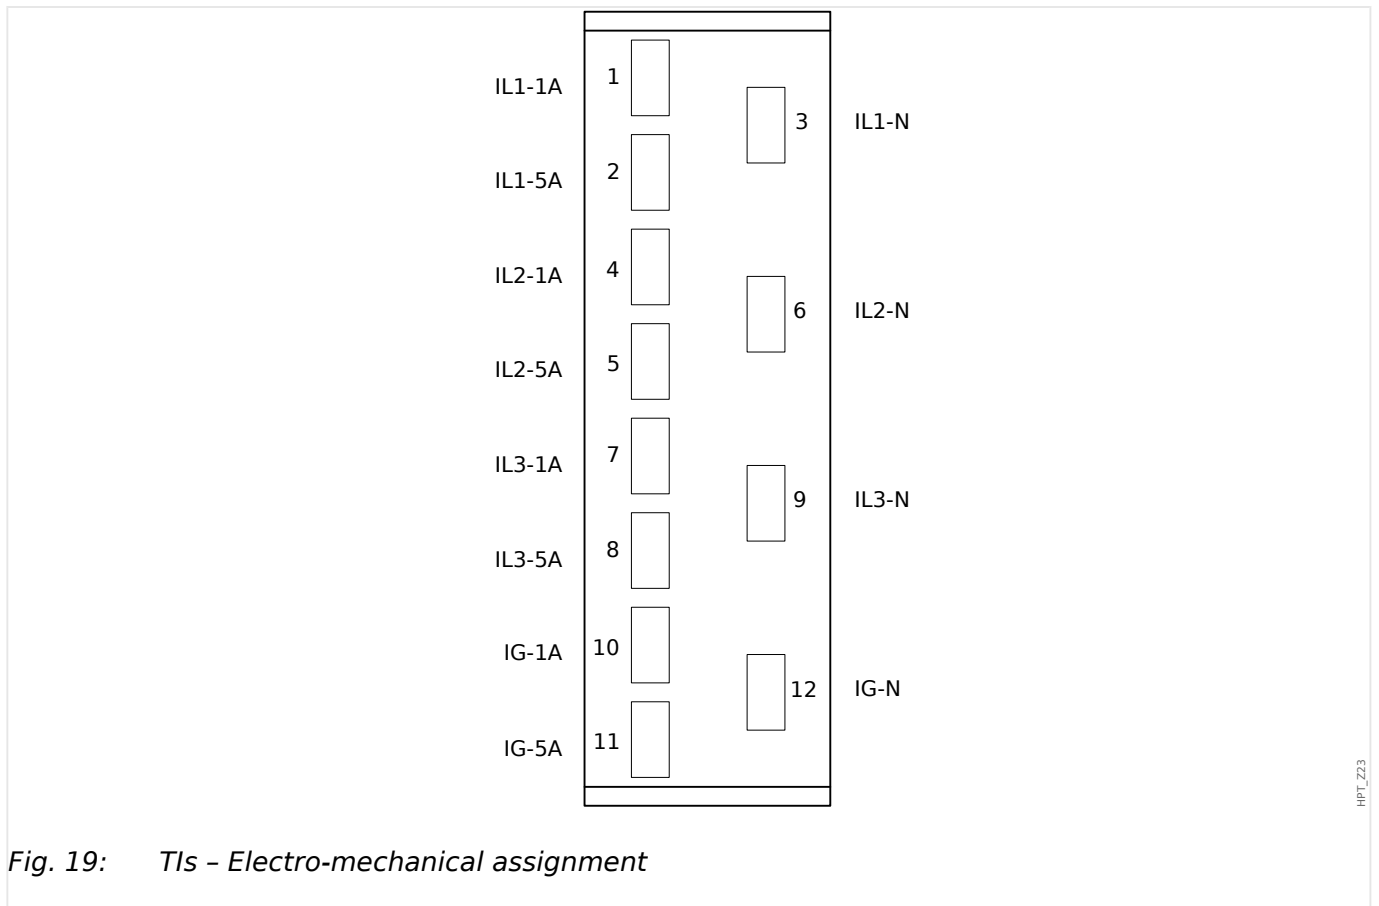 IL1-1A 1
3 IL1-N
IL1-5A 2
IL2-1A 4
6 IL2-N
IL2-5A 5
IL3-1A 7
9 IL3-N
IL3-5A 8
IG-1A 10
12 IG-N
IG-5A 11
HPT_Z23
Fig. 19: TIs – Electro-mechanical assignment